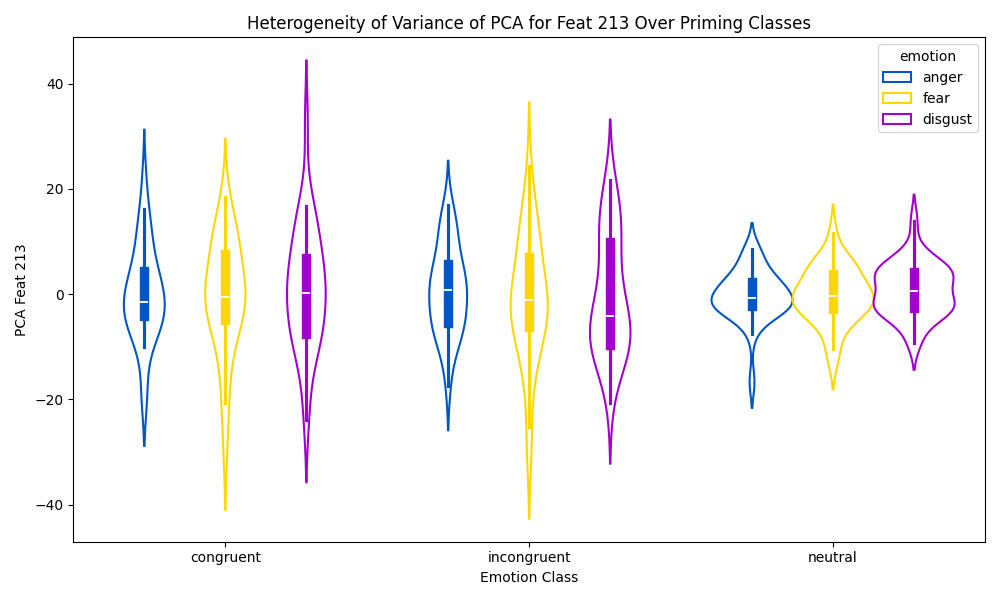 Heterogeneity of Variance of PCA for Feat 213 Over Priming Classes
emotion
anger
fear
disgust
PCA Feat 213
40
20
0
−20
−40
congruent
incongruent
neutral
Emotion Class